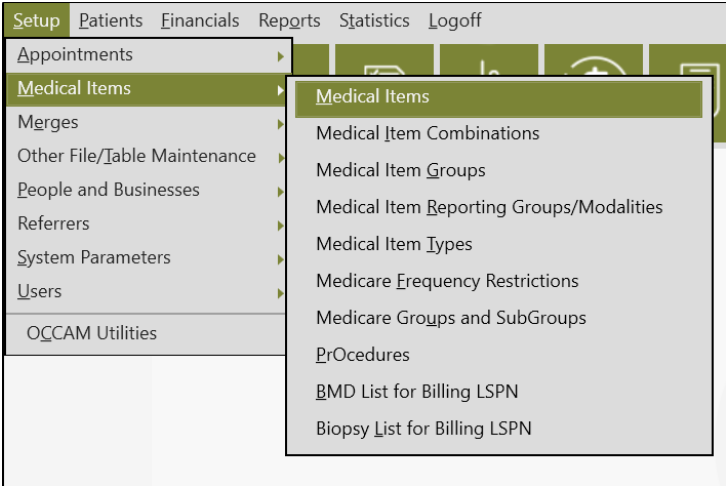 Setup Patients Financials Reports Statistics Logoff
Appointments
Medical Items
Merges
Other File/Table Maintenance
People and Businesses
Referrers
System Parameters
Users
OCCAM Utilities
Medical Items
Medical Item Combinations
Medical Item Groups
Medical Item Reporting Groups/Modalities
Medical Item Types
Medicare Frequency Restrictions
Medicare Groups and SubGroups
PrOcedures
BMD List for Billing LSPN
Biopsy List for Billing LSPN